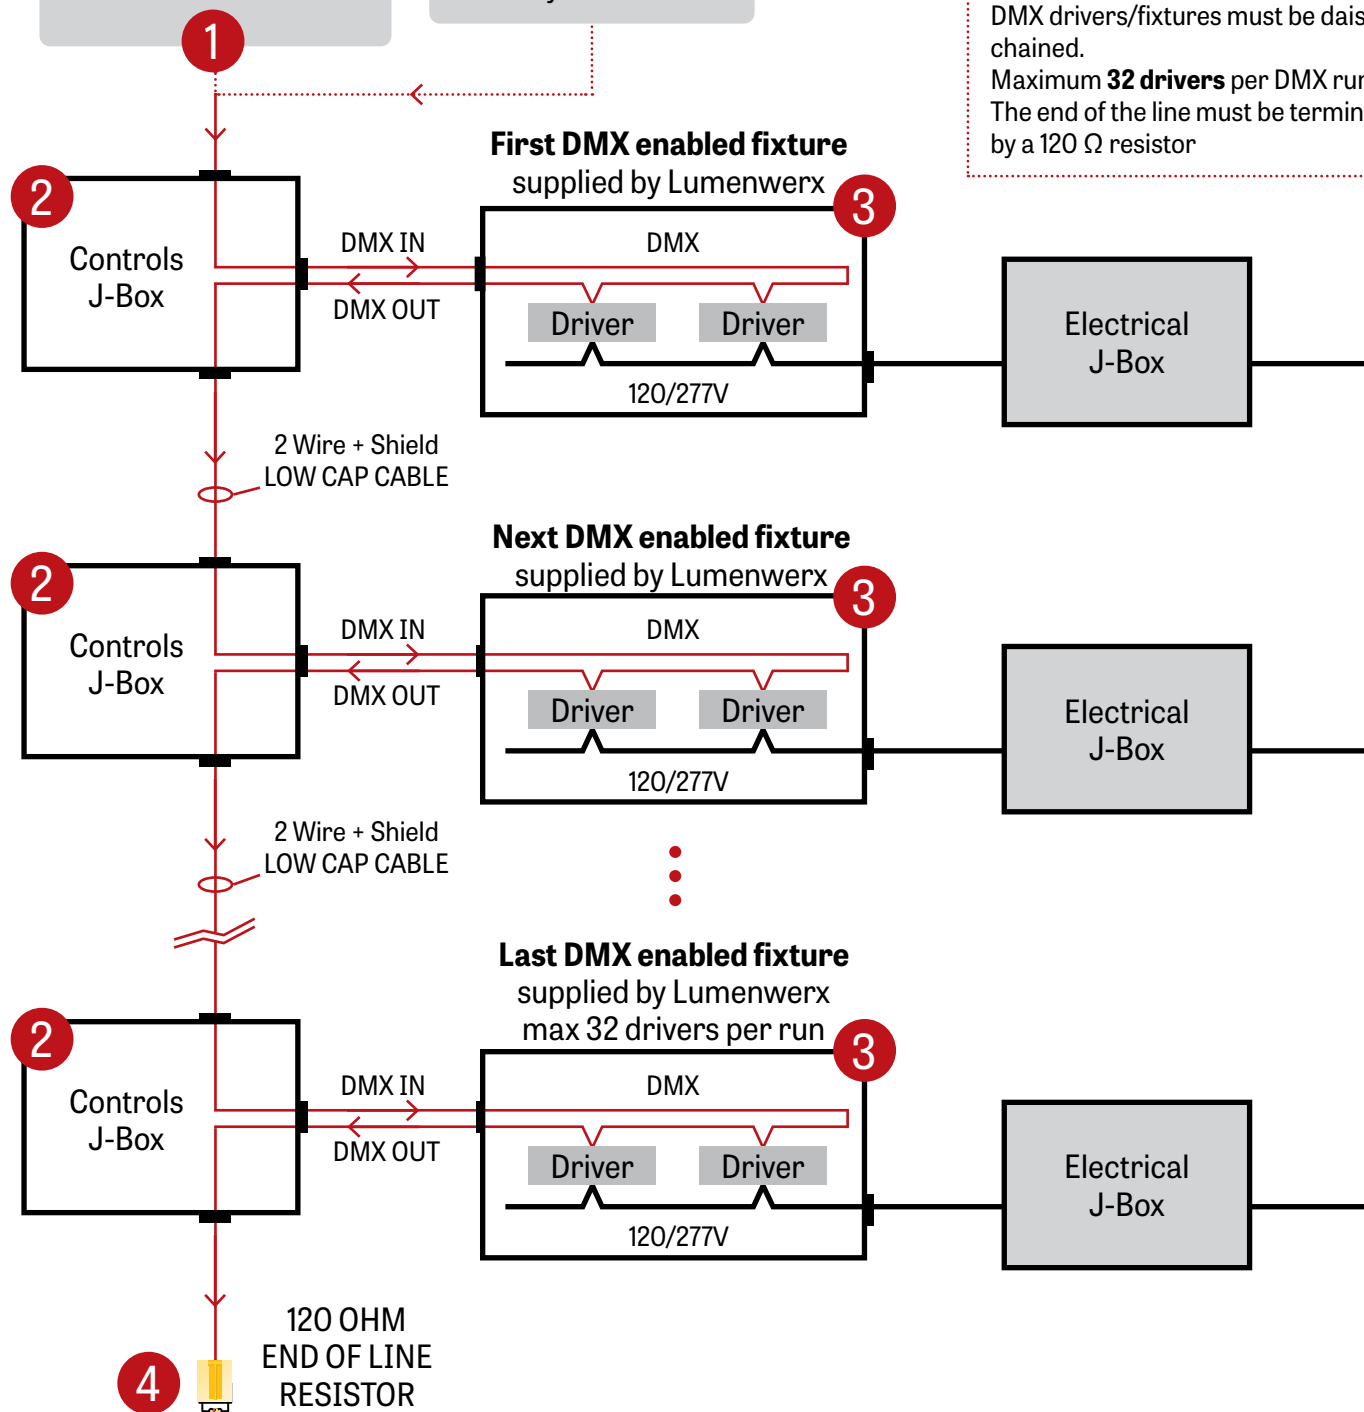 1
DMX drivers/fixtures must be
chained.
Maximum 32 drivers per DMX
The end of the line must be
by a 120 Ω resistor
First DMX enabled fixture
supplied by Lumenwerx
2
3
Controls
J-Box
DMX IN
DMX OUT
DMX
Driver
Driver
120/277V
Electrical
J-Box
2 Wire + Shield
LOW CAP CABLE
Next DMX enabled fixture
supplied by Lumenwerx
2
3
Controls
J-Box
DMX IN
DMX OUT
DMX
Driver
Driver
120/277V
Electrical
J-Box
2 Wire + Shield
LOW CAP CABLE
Last DMX enabled fixture
supplied by Lumenwerx
max 32 drivers per run
2
3
Controls
J-Box
DMX IN
DMX OUT
DMX
Driver
Driver
120/277V
Electrical
J-Box
4
120 OHM
END OF LINE
RESISTOR